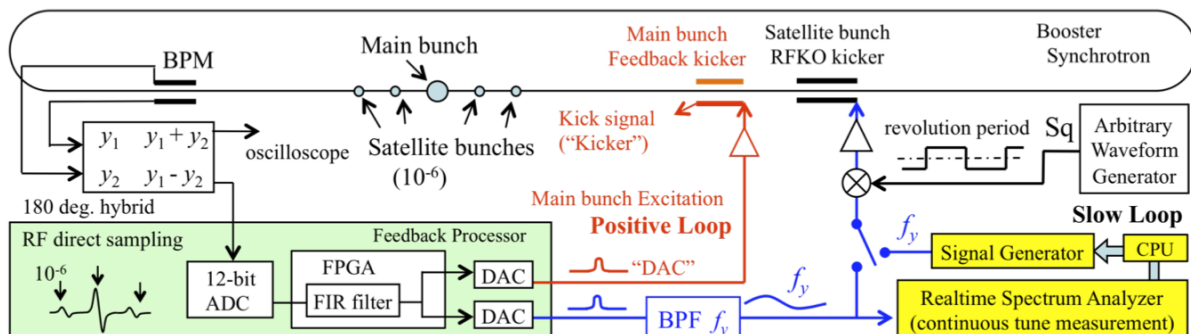 Main bunch
Feedback kicker
Satellite bunch
RFKO kicker
Booster
Synchrotron
BPM
Main bunch
Kick signal
("Kicker")
revolution period
Sq
Arbitrary
Waveform
Generator
y1 y1 + y2
y2 y1 - y2
oscilloscope
Satellite bunches
(10-6)
180 deg. hybrid
Main bunch Excitation
Positive Loop
Slow Loop
RF direct sampling
Feedback Processor
10-6
12-bit
ADC
FPGA
FIR filter
DAC
"DAC"
DAC
BPF fy
fy
fy
Signal Generator
CPU
Realtime Spectrum Analyzer
(continuous tune measurement)